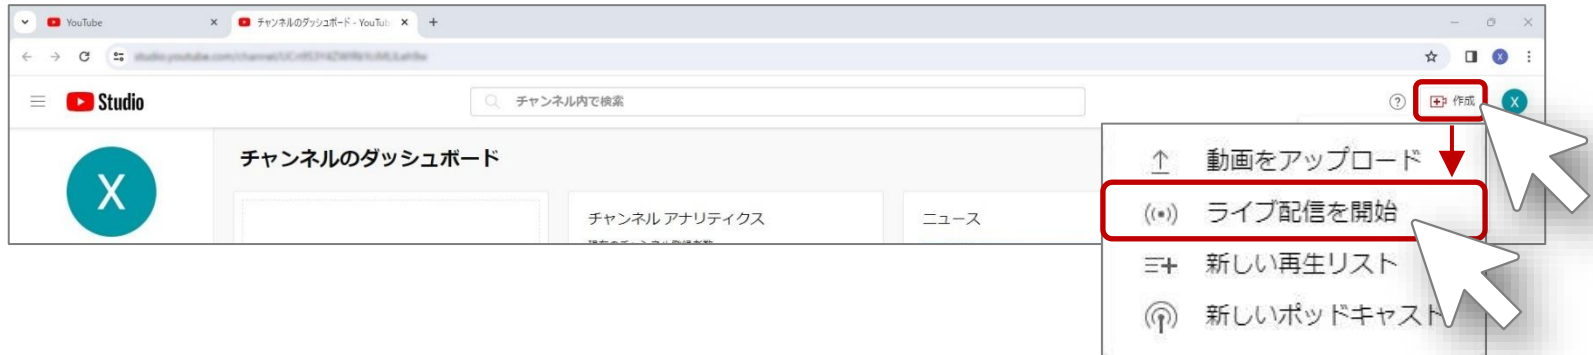 YouTube
チャンネルのダッシュボード - YouTub
Studio
チャンネル内で検索
作成
X
X
チャンネルのダッシュボード
チャンネル アナリティクス
ニュース
動画をアップロード
ライブ配信を開始
新しい再生リスト
新しいポッドキャスト